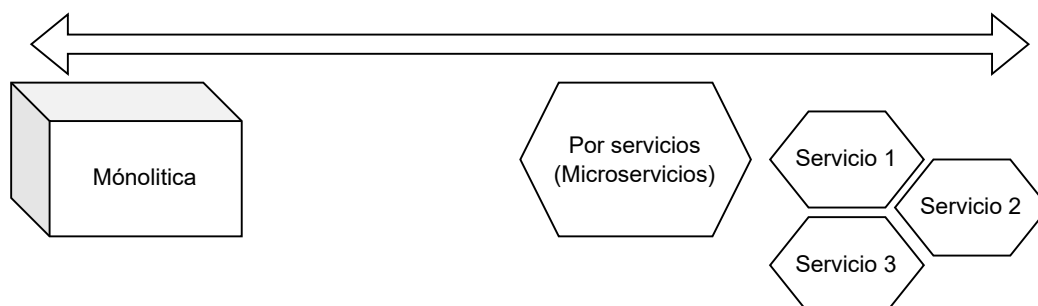 Mónolitica
Por servicios
(Microservicios)
Servicio 1
Servicio 2
Servicio 3